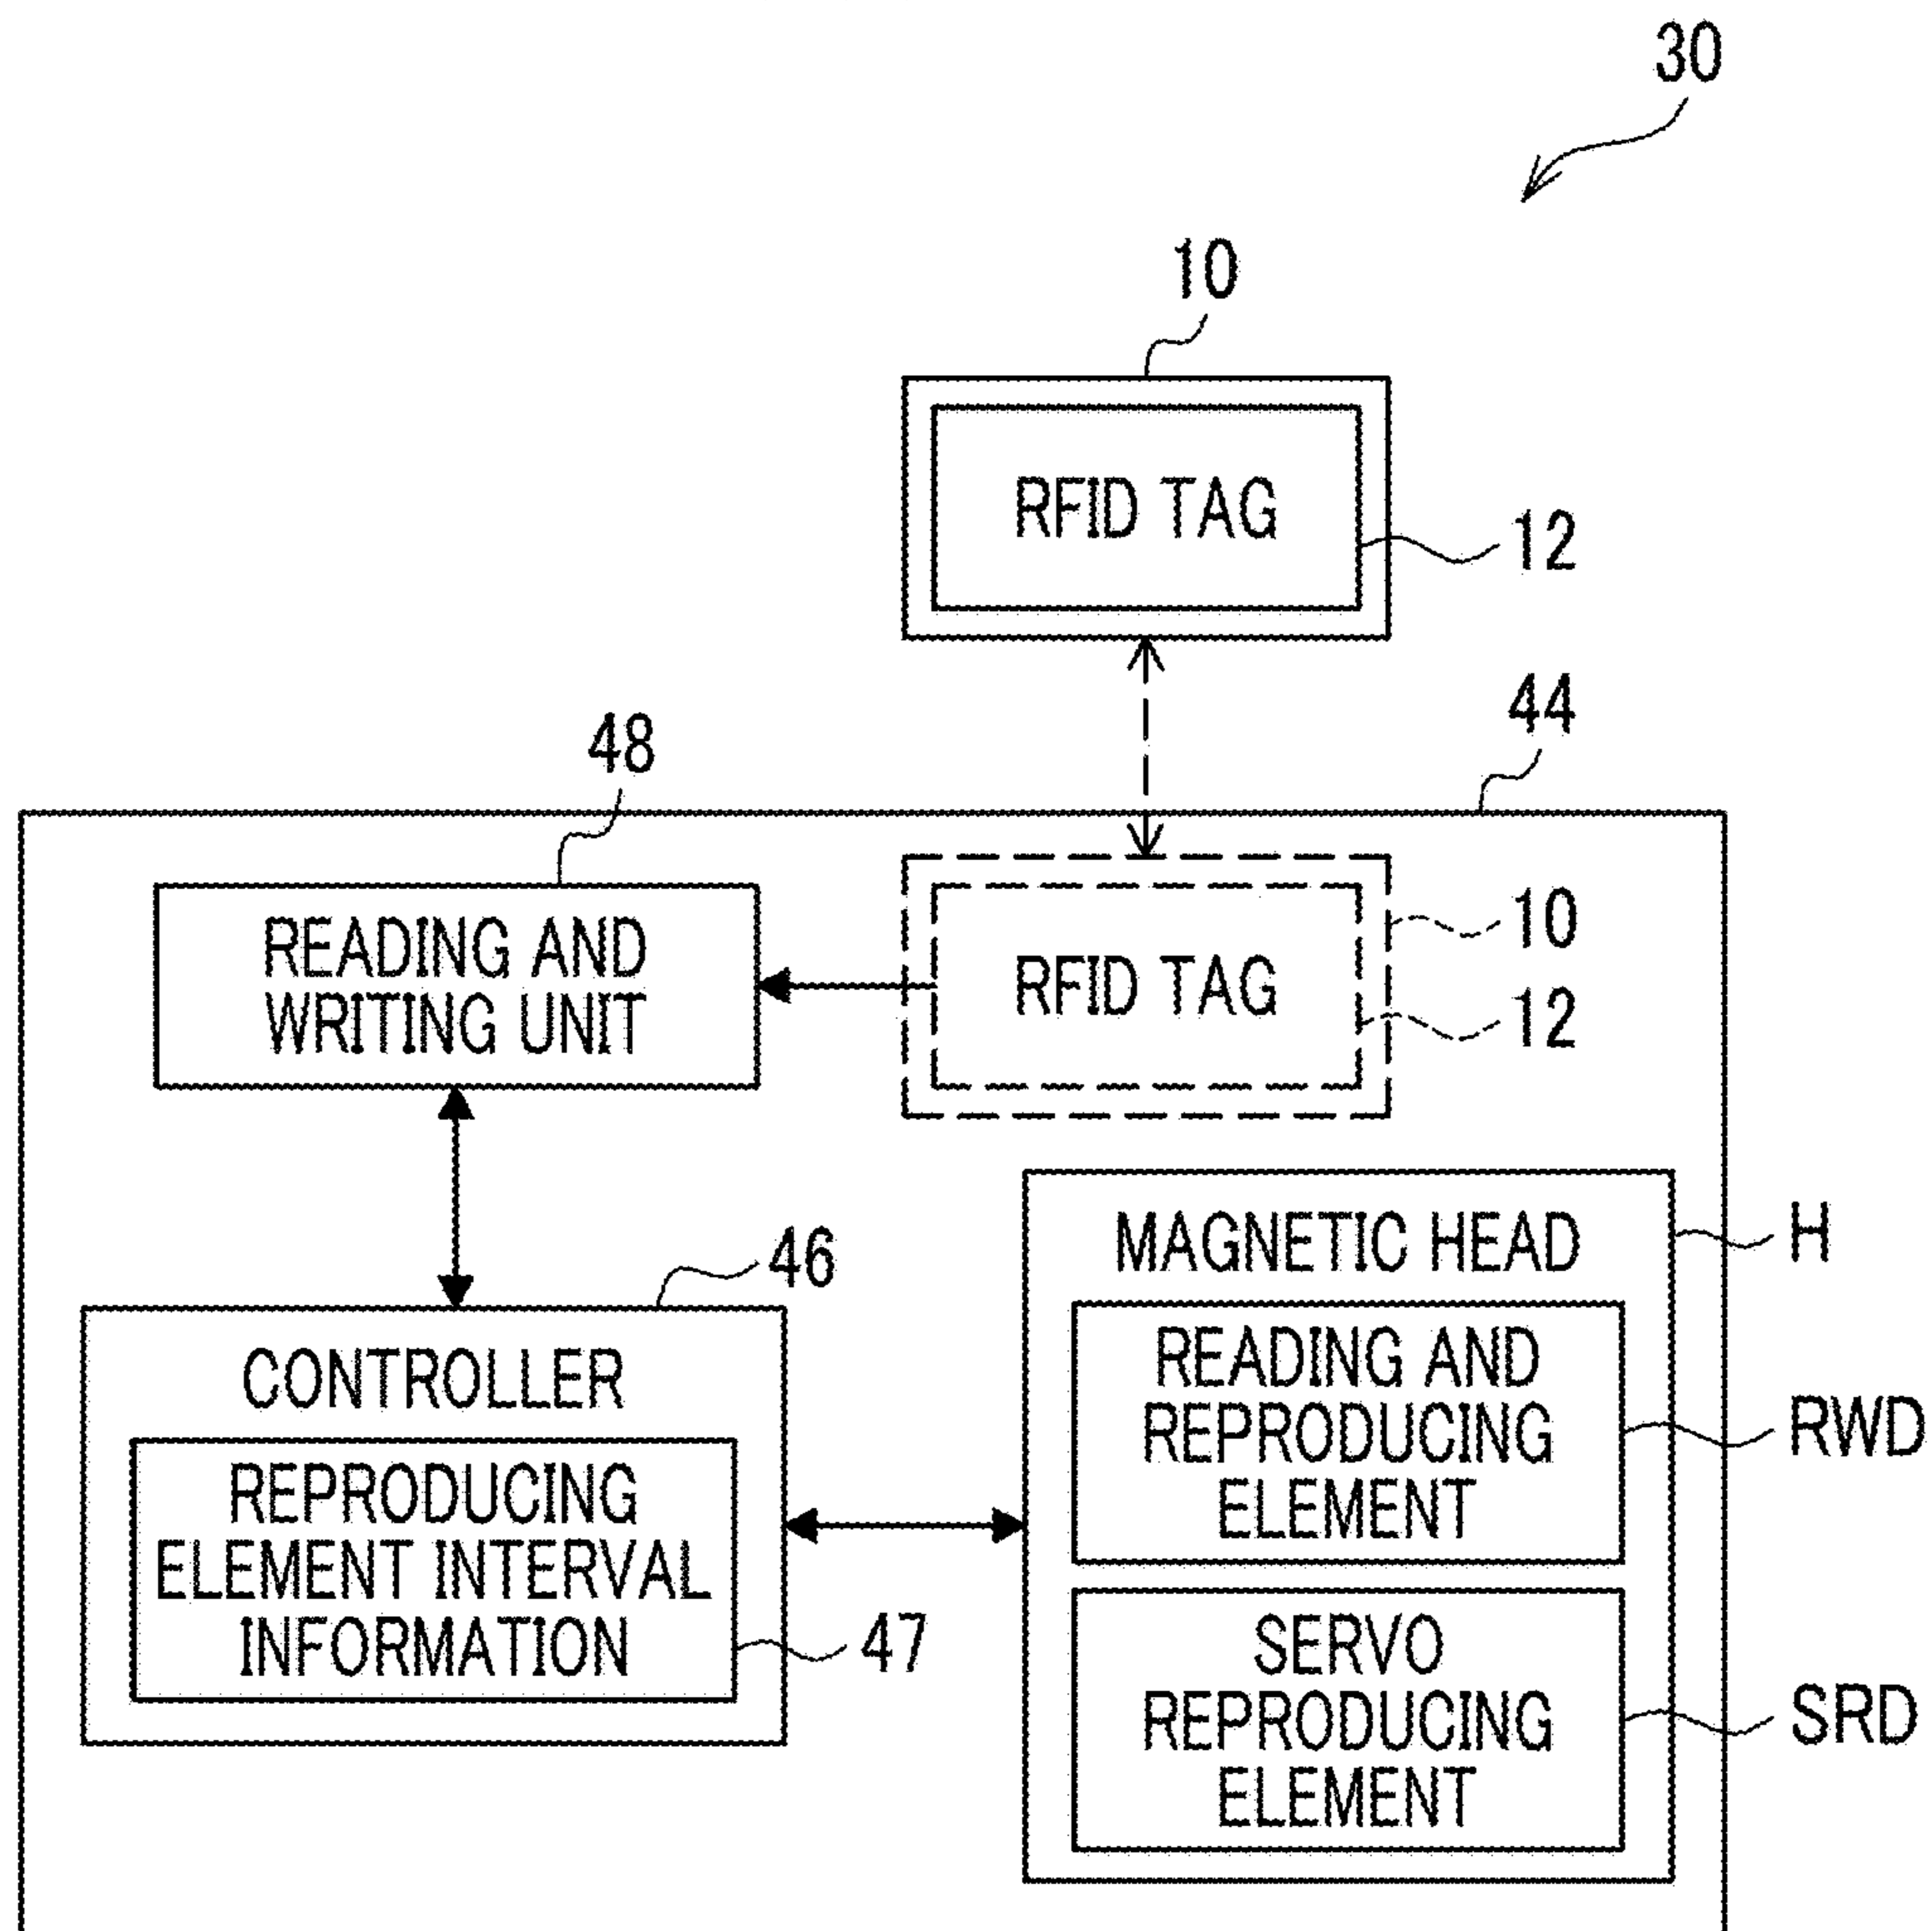 30
10
RFID TAG
12
44
48
READING AND
WRITING UNIT
RFID TAG
10
12
MAGNETIC HEAD
H
46
CONTROLLER
READING AND
REPRODUCING
ELEMENT
RWD
REPRODUCING
ELEMENT INTERVAL
INFORMATION
47
SERVO
REPRODUCING
ELEMENT
SRD